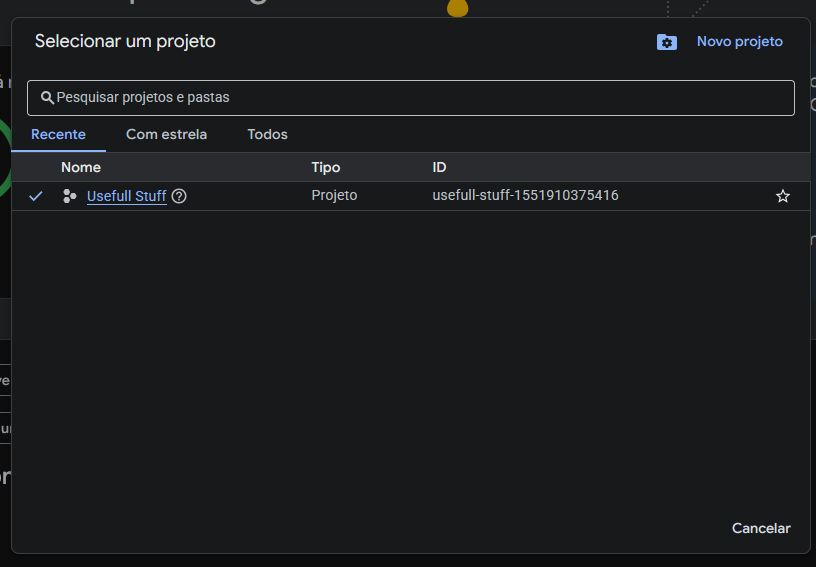 Selecionar um projeto
Novo projeto
Pesquisar projetos e pastas
Recente Com estrela Todos
Nome Tipo ID
Usefull Stuff Projeto usefull-stuff-1551910375416
Cancelar